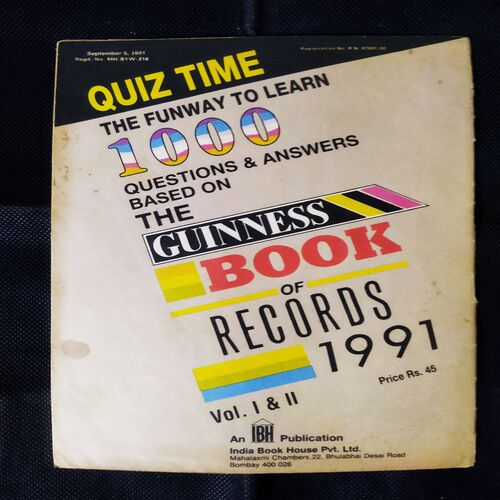 September 5, 1991
Regd. No. MH BYW-218
QUIZ TIME
THE FUNWAY TO LEARN
1000
QUESTIONS & ANSWERS
BASED ON
THE
GUINNESS
BOOK
OF
RECORDS
1991
Vol. I & II
Price Rs. 45
An IBH Publication
India Book House Pvt. Ltd.
Mahalaxmi Chambers,22, Bhulabhai Desai Road
Bombay 400 026